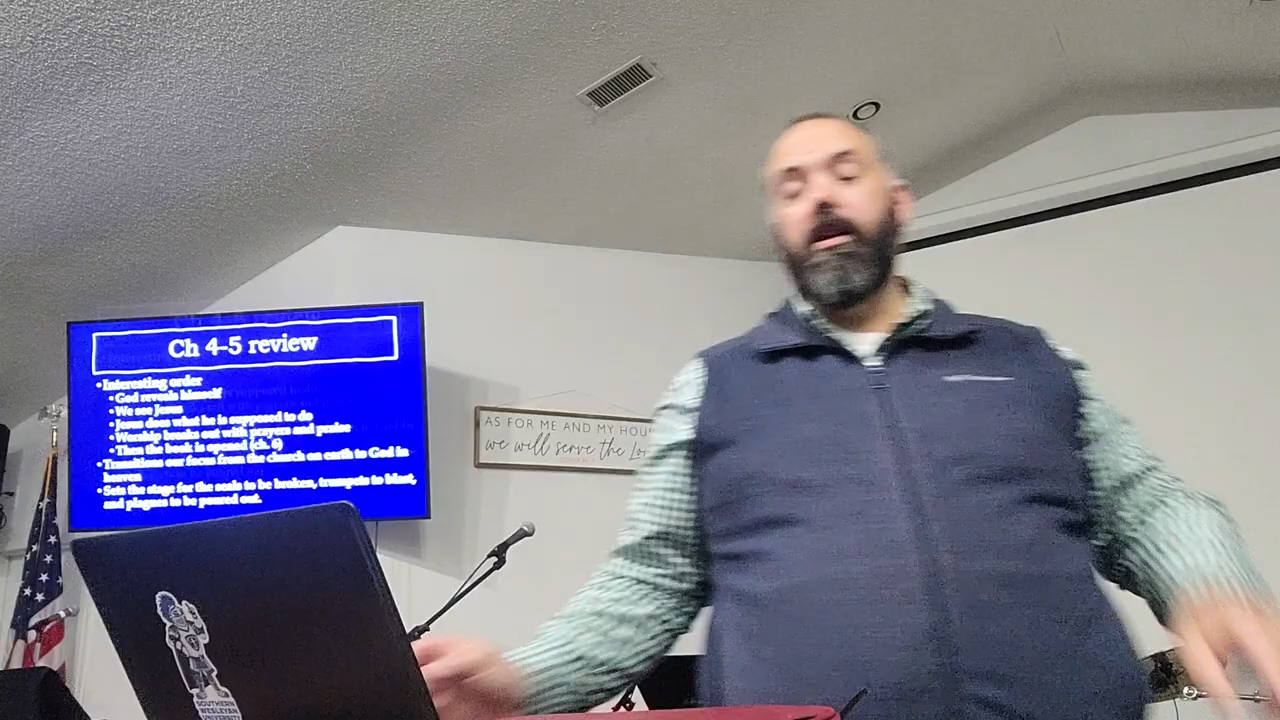 Ch 4-5 review
• Interesting order
• God reveals himself
• We see Jesus
• Jesus does what he is supposed to do
• Worship breaks out with prayers and praise
• Then the book is opened (ch. 6)
• Transitions our focus from the church on earth to God in
heaven
• Sets the stage for the seals to be broken, trumpets to blast,
and plagues to be poured out.
AS FOR ME AND MY HOU
we will serve the Lo
SOUTHERN
WESLEYAN
UNIVERSITY